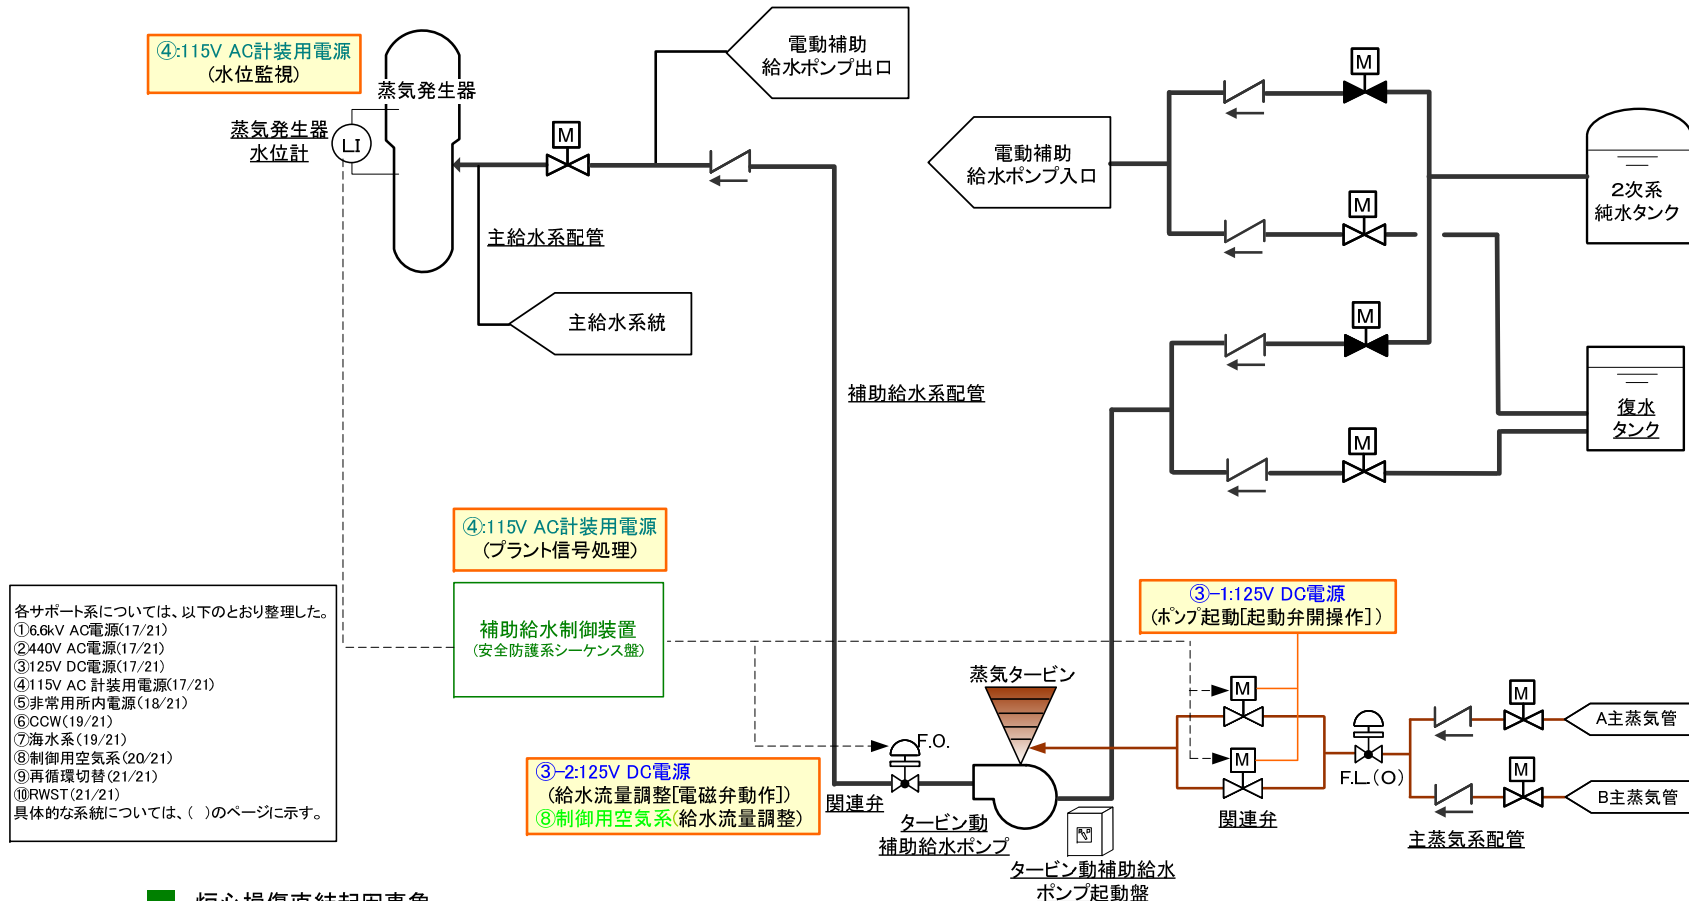 ④:115V AC計装用電源
(水位監視)
蒸気発生器
蒸気発生器
水位計
LI
M
電動補助
給水ポンプ出口
主給水系配管
主給水系統
電動補助
給水ポンプ入口
M
M
M
M
2次系
純水タンク
復水
タンク
補助給水系配管
④:115V AC計装用電源
(プラント信号処理)
補助給水制御装置
(安全防護系シーケンス盤)
各サポート系については、以下のとおり整理した。
①6.6kV AC電源(17/21)
②440V AC電源(17/21)
③125V DC電源(17/21)
④115V AC 計装用電源(17/21)
⑤非常用所内電源(18/21)
⑥CCW(19/21)
⑦海水系(19/21)
⑧制御用空気系(20/21)
⑨再循環切替(21/21)
⑩RWST(21/21)
具体的な系統については、( )のページに示す。
③-1:125V DC電源
(ポンプ起動[起動弁開操作])
蒸気タービン
M
M
F.O.
③-2:125V DC電源
(給水流量調整[電磁弁動作])
⑧制御用空気系(給水流量調整)
関連弁
タービン動
補助給水ポンプ
タービン動補助給水
ポンプ起動盤
関連弁
F.L.(O)
M
M
A主蒸気管
B主蒸気管
主蒸気系配管